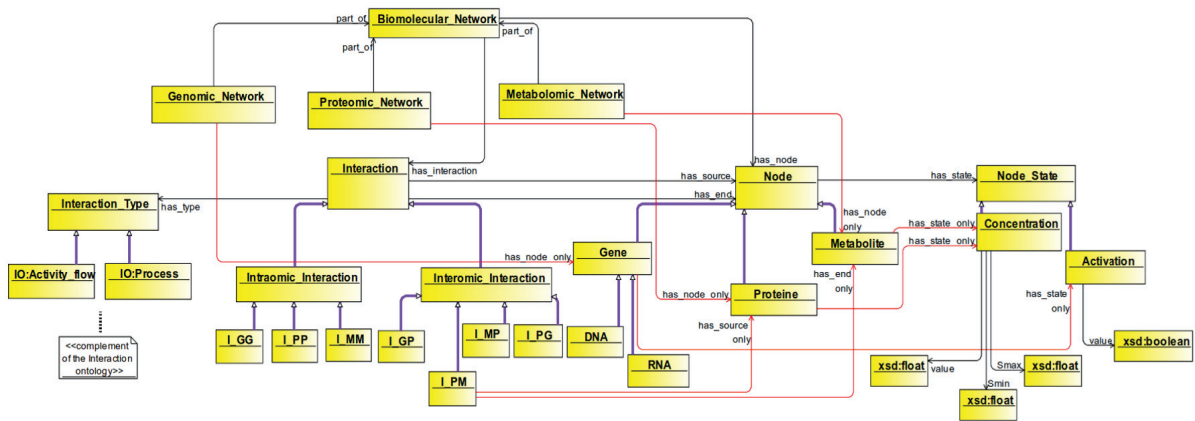 Biomolecular_Network
part_of
part_of
part_of
Genomic_Network
Proteomic_Network
Metabolomic_Network
Interaction
has_interaction
has_source
has_end
has_node
Node
has_state
Node_State
Interaction_Type
has_type
has_node
only
has_state_only
Concentration
has_state_only
Metabolite
Gene
has_node_only
IO:Activity_flow
IO:Process
Intraomic_Interaction
Interomic_Interaction
has_end
only
Activation
has_node_only
Proteine
has_state
only
has_source
only
I_GG
I_PP
I_MM
I_GP
I_MP
I_PG
DNA
RNA
I_PM
<<complement
of the Interaction
ontology>>
value
xsd:boolean
xsd:float
value
Smax
xsd:float
Smin
xsd:float